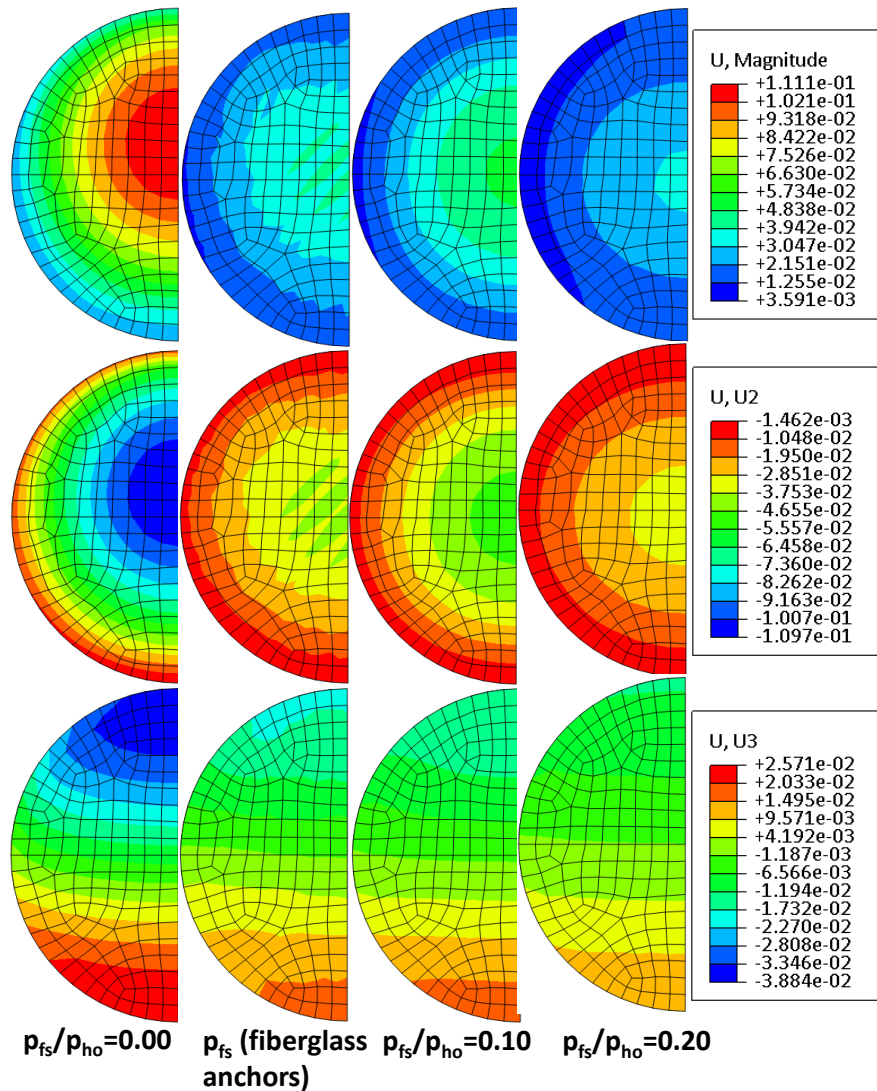 U, Magnitude
+1.111e-01
+1.021e-01
+9.318e-02
+8.422e-02
+7.526e-02
+6.630e-02
+5.734e-02
+4.838e-02
+3.942e-02
+3.047e-02
+2.151e-02
+1.255e-02
+3.591e-03
U, U2
-1.462e-03
-1.048e-02
-1.950e-02
-2.851e-02
-3.753e-02
-4.655e-02
-5.557e-02
-6.458e-02
-7.360e-02
-8.262e-02
-9.163e-02
-1.007e-01
-1.097e-01
U, U3
+2.571e-02
+2.033e-02
+1.495e-02
+9.571e-03
+4.192e-03
-1.187e-03
-6.566e-03
-1.194e-02
-1.732e-02
-2.270e-02
-2.808e-02
-3.346e-02
-3.884e-02
pfs/pho=0.00
pfs (fiberglass
anchors)
pfs/pho=0.10
pfs/pho=0.20